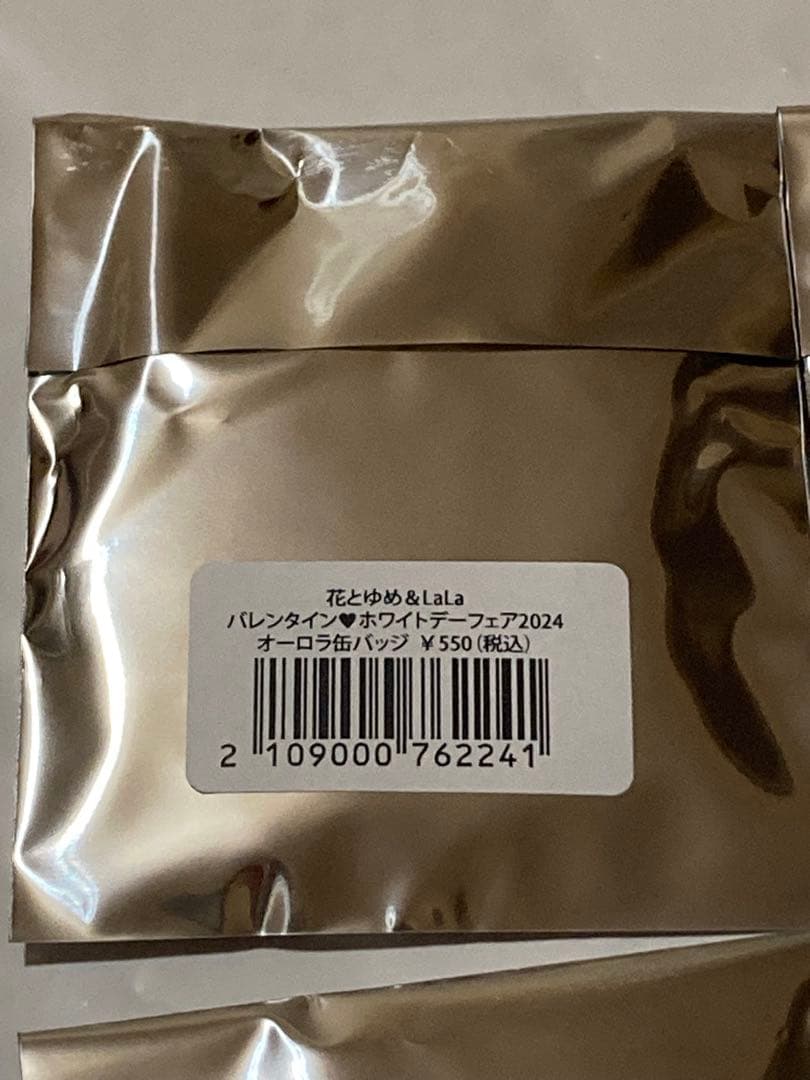 花とゆめ&LaLa
バレンタイン♥ホワイトデーフェア2024
オーロラ缶バッジ ￥550(税込)
2 109000 762241